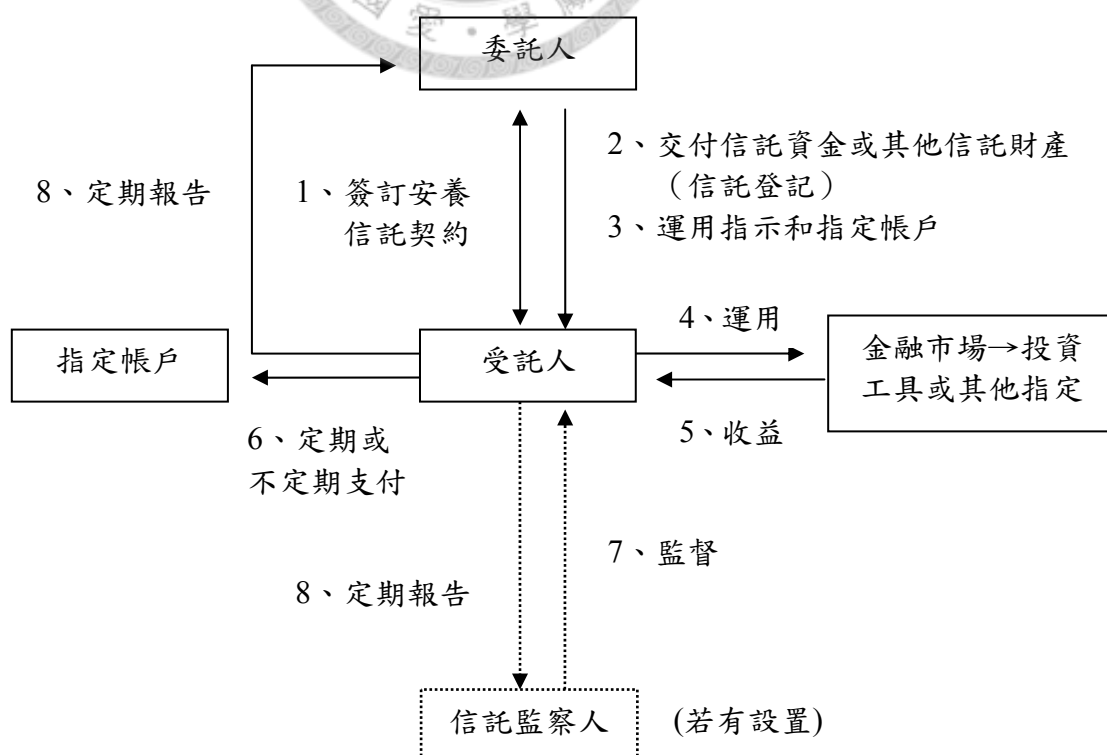 國 愛 · 學
委託人
2、交付信託資金或其他信託財產
（信託登記）
3、運用指示和指定帳戶
8、定期報告
1、簽訂安養
信託契約
4、運用
指定帳戶
受託人
金融市場→投資
工具或其他指定
5、收益
6、定期或
不定期支付
7、監督
8、定期報告
信託監察人
(若有設置)